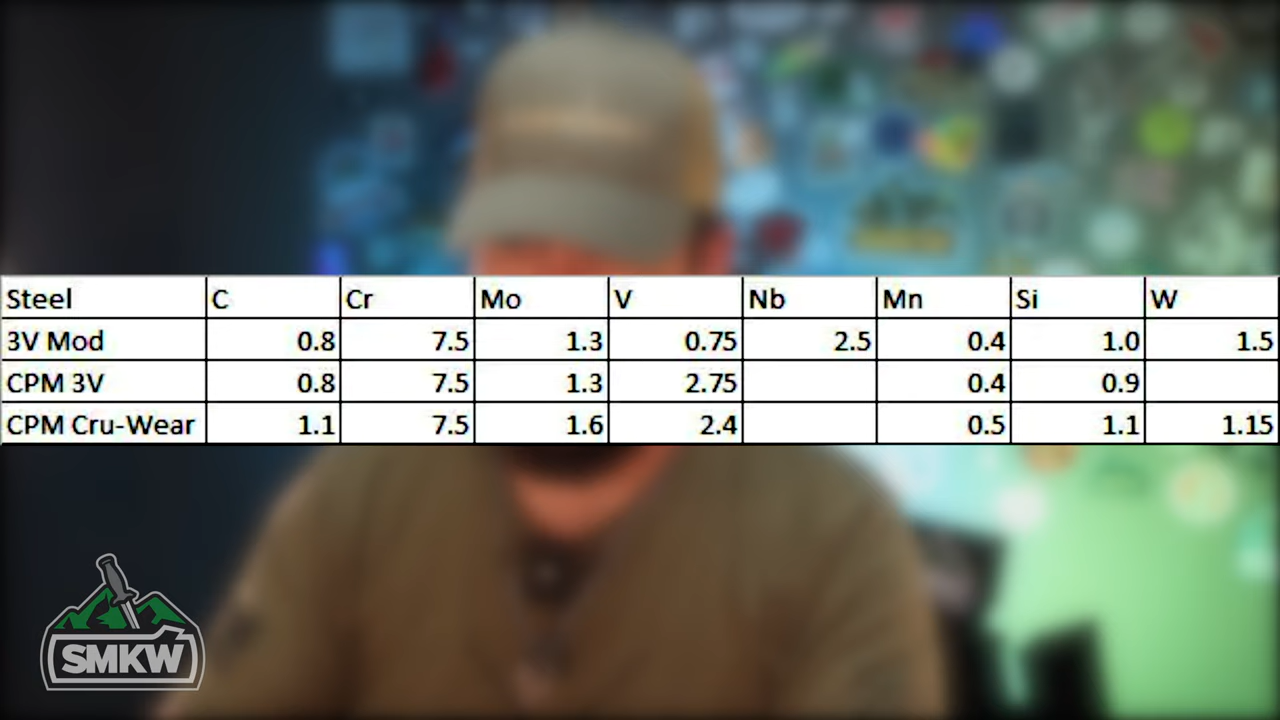 Steel C Cr Mo V Nb Mn Si W
3V Mod 0.8 7.5 1.3 0.75 2.5 0.4 1.0 1.5
CPM 3V 0.8 7.5 1.3 2.75 0.4 0.9
CPM Cru-Wear 1.1 7.5 1.6 2.4 0.5 1.1 1.15
SMKW